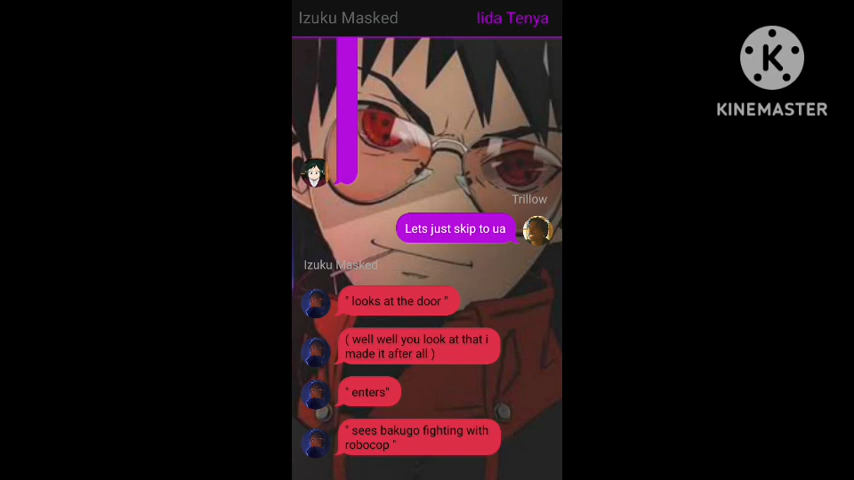 Izuku Masked
Iida Tenya
KINEMASTER
Trillow
Lets just skip to ua
Izuku Masked
" looks at the door "
( well well you look at that i
made it after all )
" enters"
" sees bakugo fighting with
robocop "